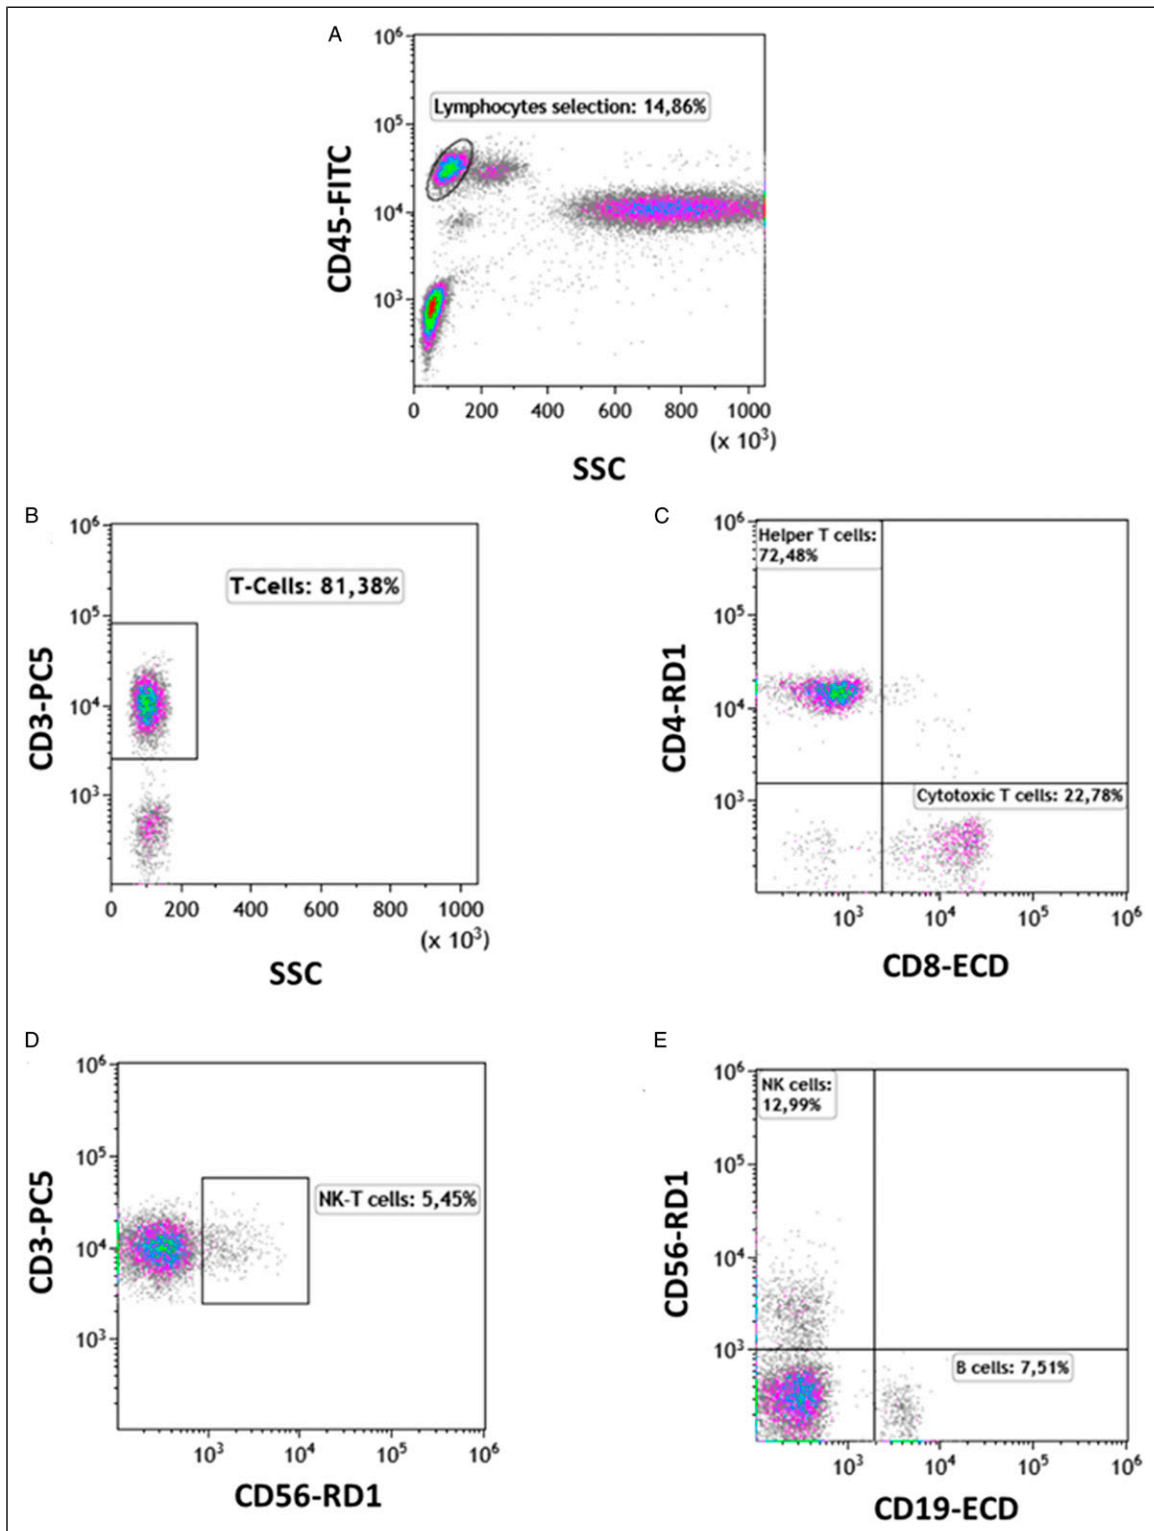 A
10⁶
Lymphocytes selection: 14,86%
10⁵
CD45-FITC
10⁴
10³
0 200 400 600 800 1000
(x 10³)
SSC
B
10⁶
T-Cells: 81,38%
10⁵
CD3-PC5
10⁴
10³
0 200 400 600 800 1000
(x 10³)
SSC
C
10⁶
Helper T cells:
72,48%
10⁵
CD4-RD1
10⁴
10³
Cytotoxic T cells: 22,78%
10³ 10⁴ 10⁵ 10⁶
CD8-ECD
D
10⁶
10⁵
CD3-PC5
NK-T cells: 5,45%
10⁴
10³
10³ 10⁴ 10⁵ 10⁶
CD56-RD1
E
10⁶
NK cells:
12,99%
10⁵
CD56-RD1
10⁴
10³
B cells: 7,51%
10³ 10⁴ 10⁵ 10⁶
CD19-ECD